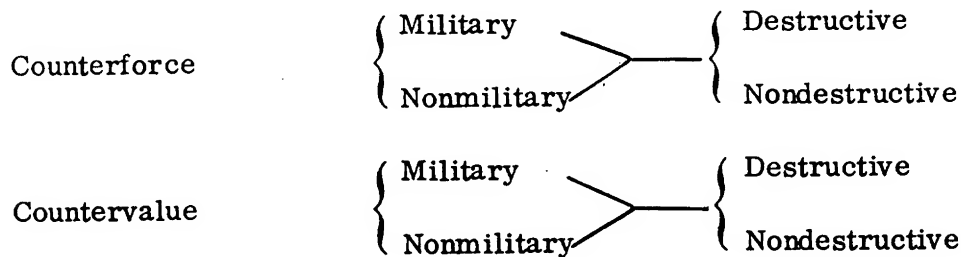 Military Destructive
Counterforce
Nonmilitary Nondestructive
Military Destructive
Countervalue
Nonmilitary Nondestructive